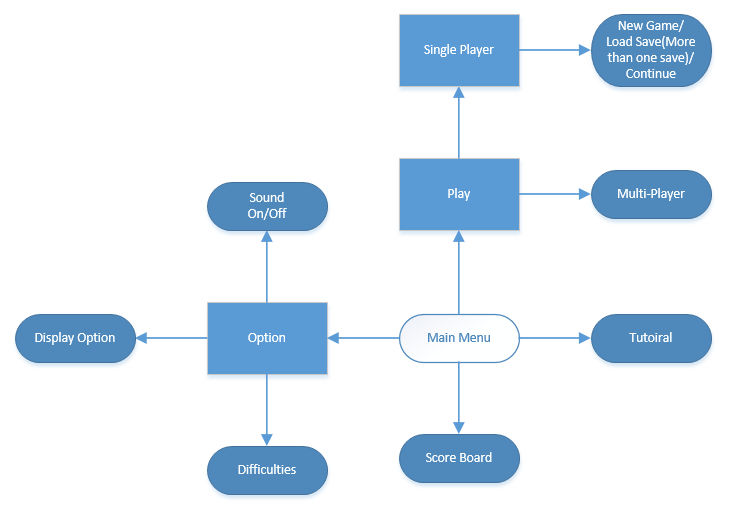 Single Player
New Game/
Load Save(More
than one save)/
Continue
Play
Multi-Player
Sound
On/Off
Display Option
Option
Main Menu
Tutoiral
Difficulties
Score Board